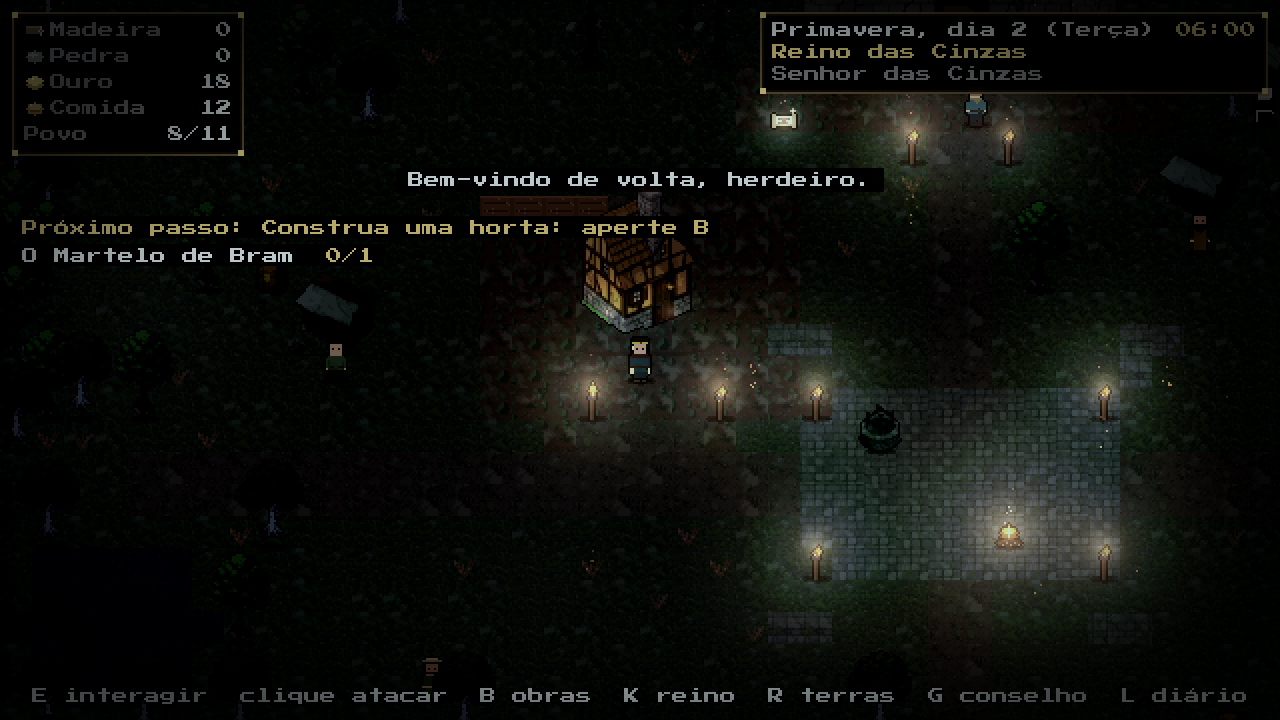 Madeira 0
Pedra 0
Ouro 18
Comida 12
Povo 8/11
Primavera, dia 2 (Terça) 06:00
Reino das Cinzas
Senhor das Cinzas
Bem-vindo de volta, herdeiro.
Próximo passo: Construa uma horta: aperte B
O Martelo de Bram 0/1
E interagir clique atacar B obras K reino R terras G conselho L diário